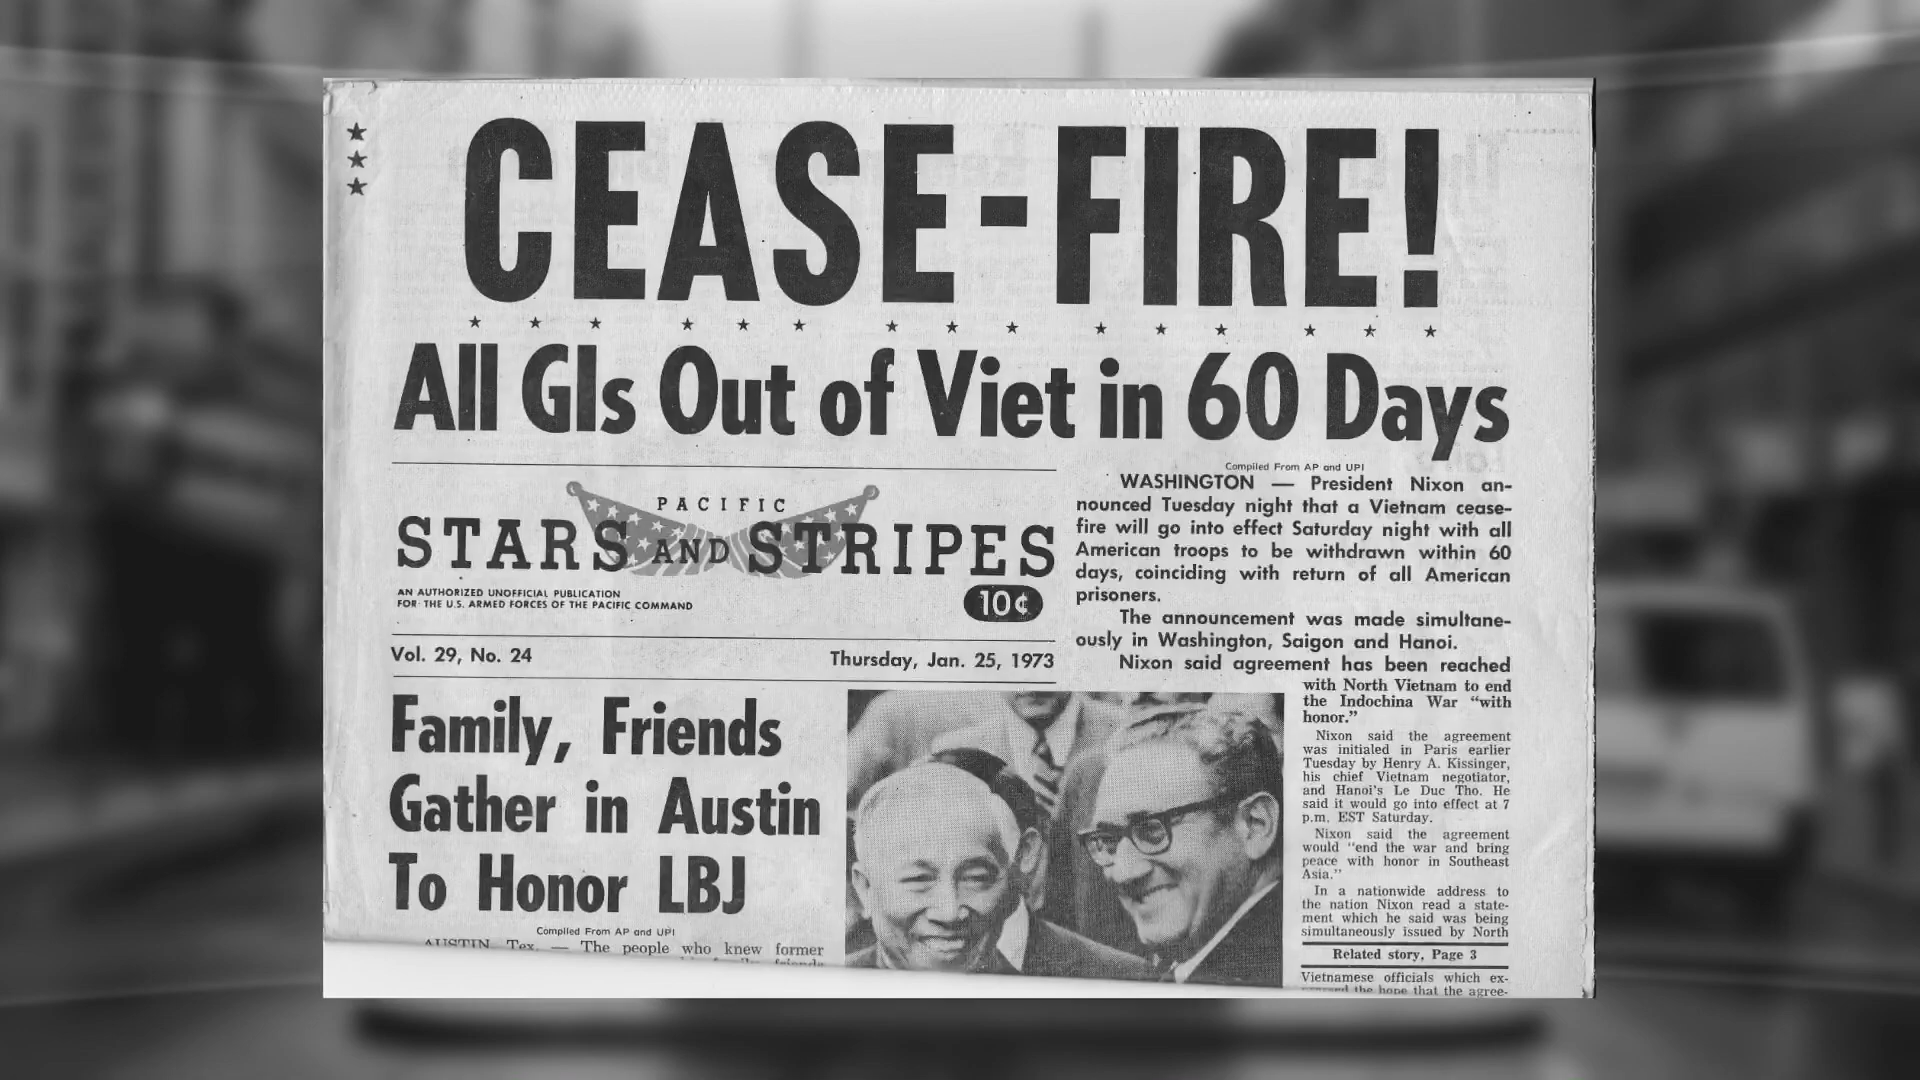 CEASE-FIRE!
All GIs Out of Viet in 60 Days
PACIFIC
STARS AND STRIPES
AN AUTHORIZED UNOFFICIAL PUBLICATION
FOR THE U.S. ARMED FORCES OF THE PACIFIC COMMAND
10¢
Vol. 29, No. 24
Thursday, Jan. 25, 1973
Compiled From AP and UPI
WASHINGTON — President Nixon an-
nounced Tuesday night that a Vietnam cease-
fire will go into effect Saturday night with all
American troops to be withdrawn within 60
days, coinciding with return of all American
prisoners.
The announcement was made simultane-
ously in Washington, Saigon and Hanoi.
Nixon said agreement has been reached
with North Vietnam to end
the Indochina War “with
honor.”
Nixon said the agreement
was initialed in Paris earlier
Tuesday by Henry A. Kissinger,
his chief Vietnam negotiator,
and Hanoi's Le Duc Tho. He
said it would go into effect at 7
p.m. EST Saturday.
Nixon said the agreement
would “end the war and bring
peace with honor in Southeast
Asia.”
In a nationwide address to
the nation Nixon read a state-
ment which he said was being
simultaneously issued by North
Related story, Page 3
Vietnamese officials which ex-
the hope that the agree-
Family, Friends
Gather in Austin
To Honor LBJ
Compiled From AP and UPI
AUSTIN, Tex. — The people who knew former